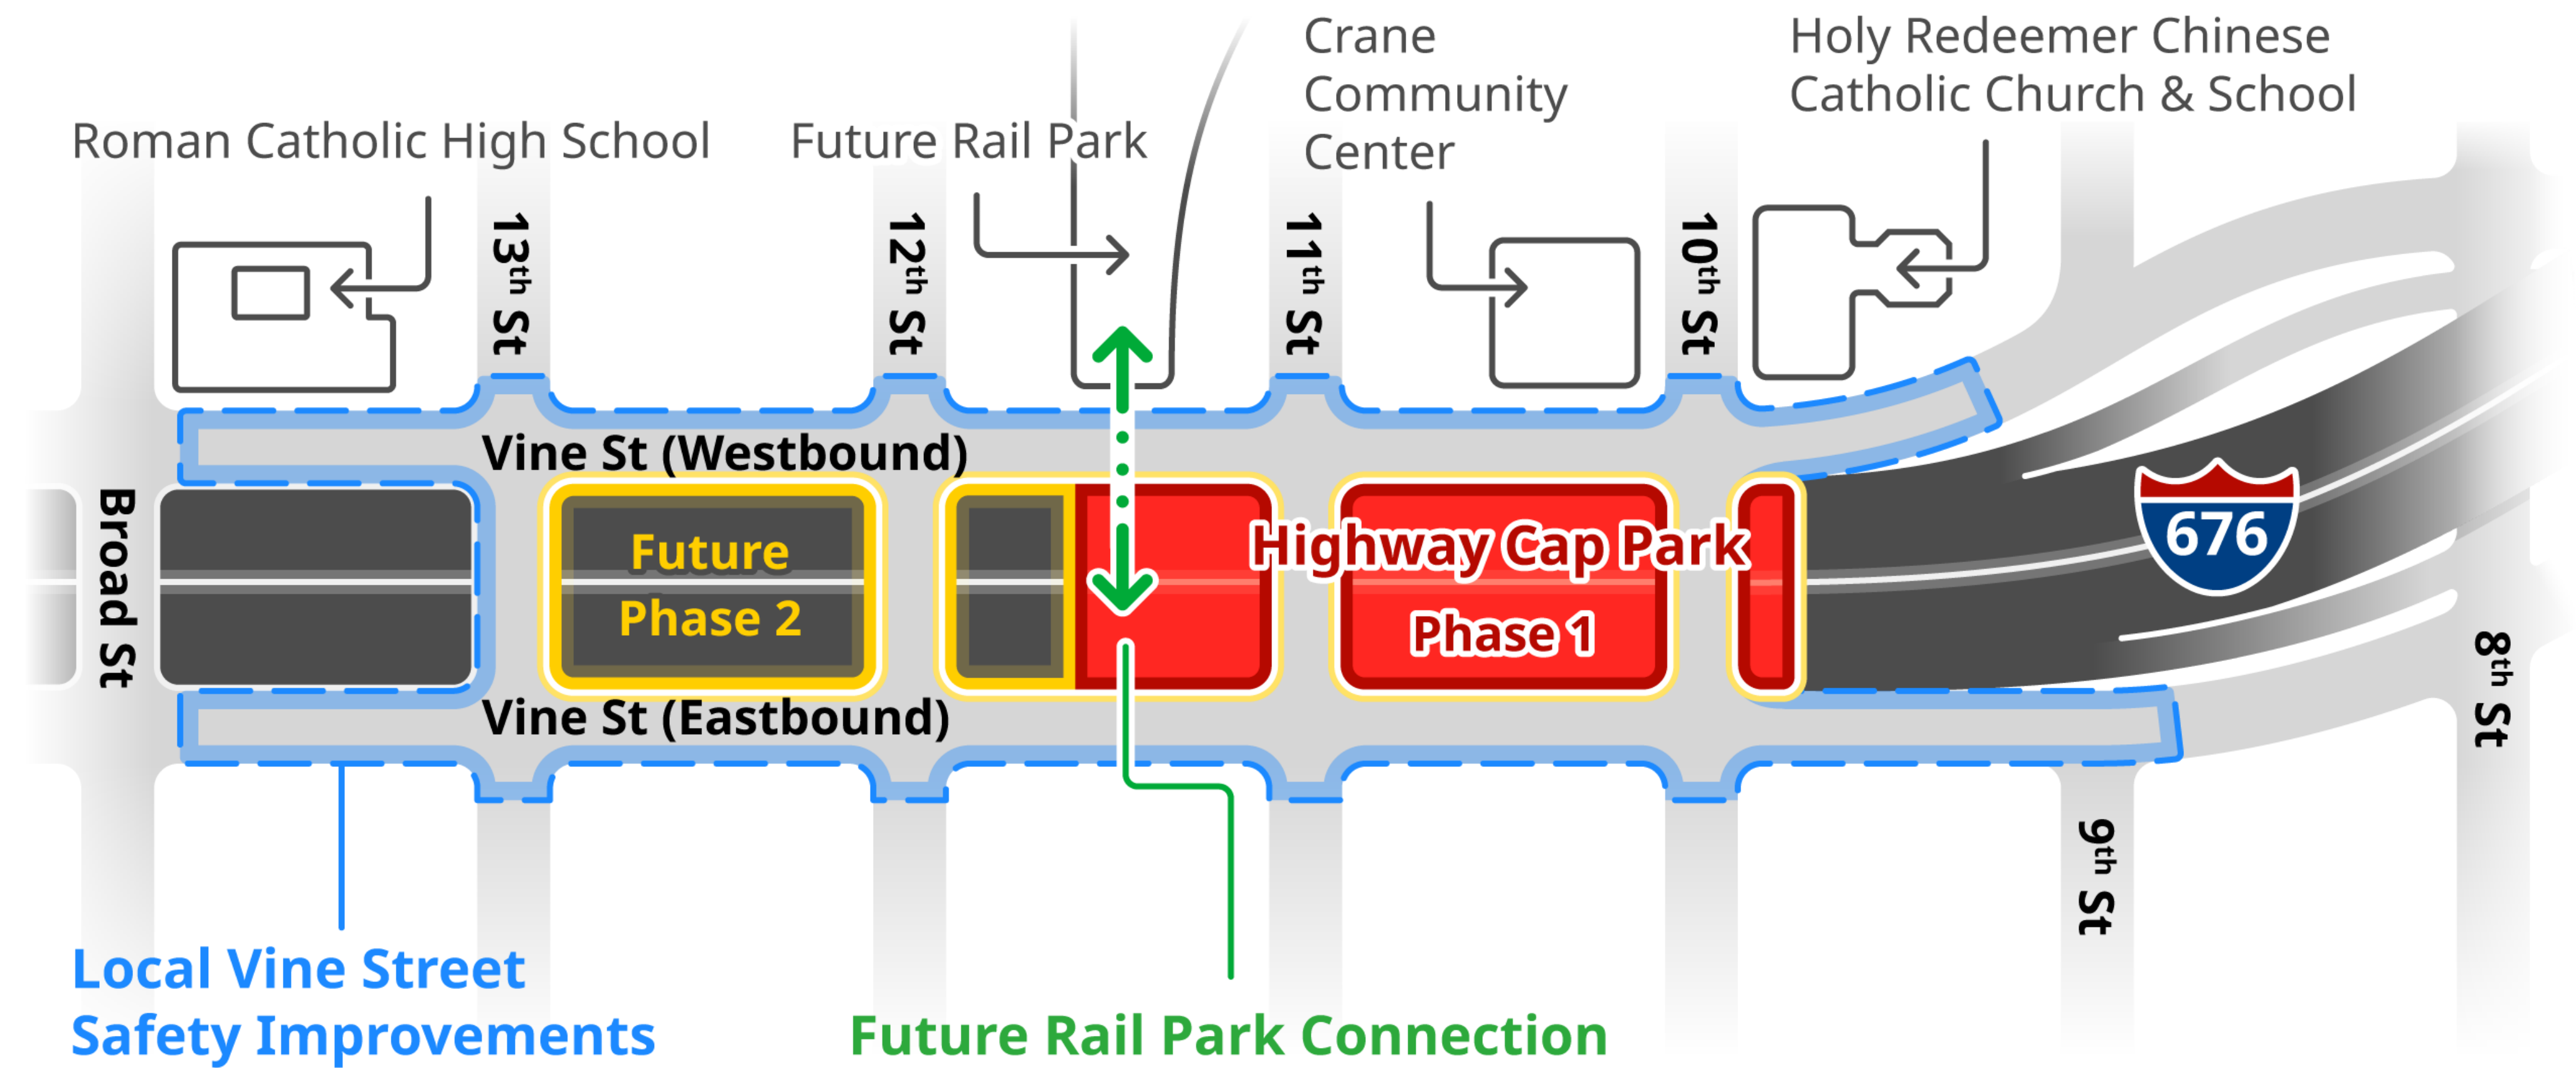 Crane
Community
Center
Holy Redeemer Chinese
Catholic Church & School
Roman Catholic High School
Future Rail Park
13th St
12th St
11th St
10th St
Vine St (Westbound)
Broad St
Future
Phase 2
Highway Cap Park
Phase 1
676
Vine St (Eastbound)
8th St
9th St
Local Vine Street
Safety Improvements
Future Rail Park Connection